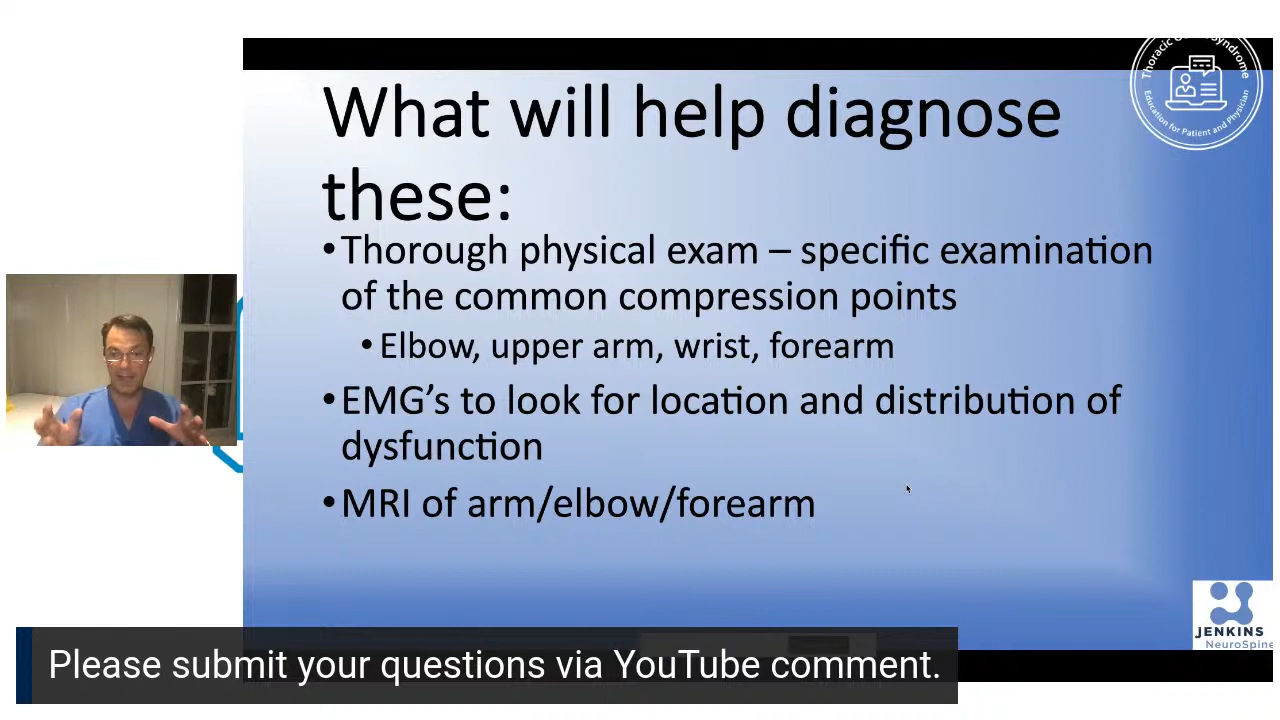 Thoracic Syndrome
Education for Patient and Physician
What will help diagnose
these:
•Thorough physical exam – specific examination
of the common compression points
•Elbow, upper arm, wrist, forearm
•EMG's to look for location and distribution of
dysfunction
•MRI of arm/elbow/forearm
JENKINS
NeuroSpine
Please submit your questions via YouTube comment.